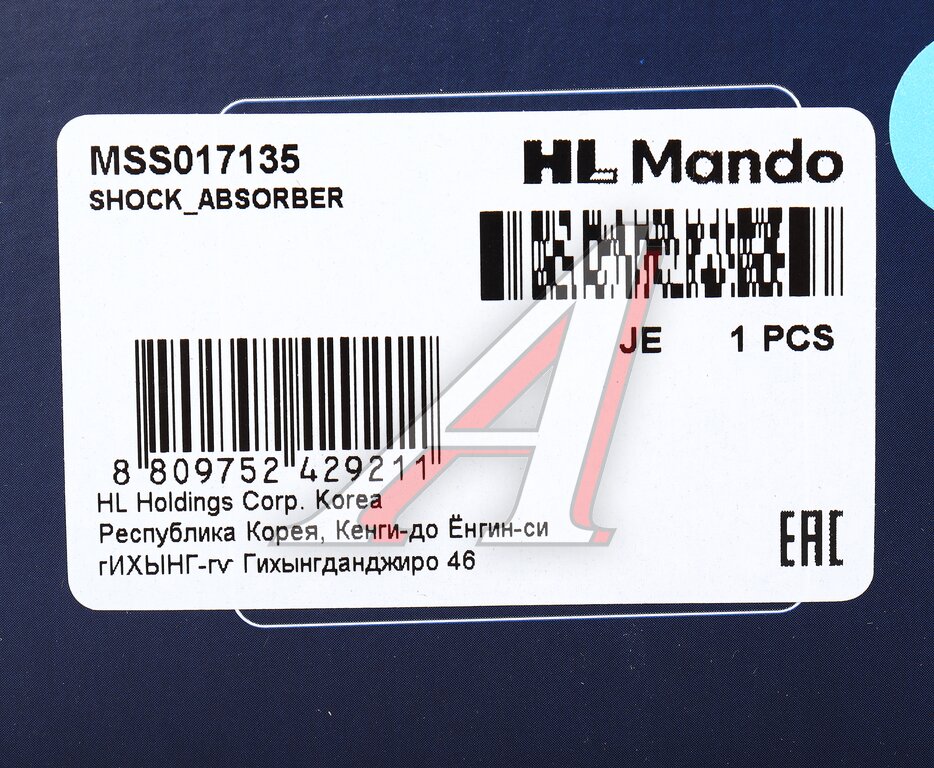 MSS017135
SHOCK_ABSORBER
HL Mando
JE 1 PCS
8 809752 429211
HL Holdings Corp. Korea
Республика Корея, Кенги-до Ёнгин-си
гИХЫНГ-гv Гихынгданджиро 46
EAC